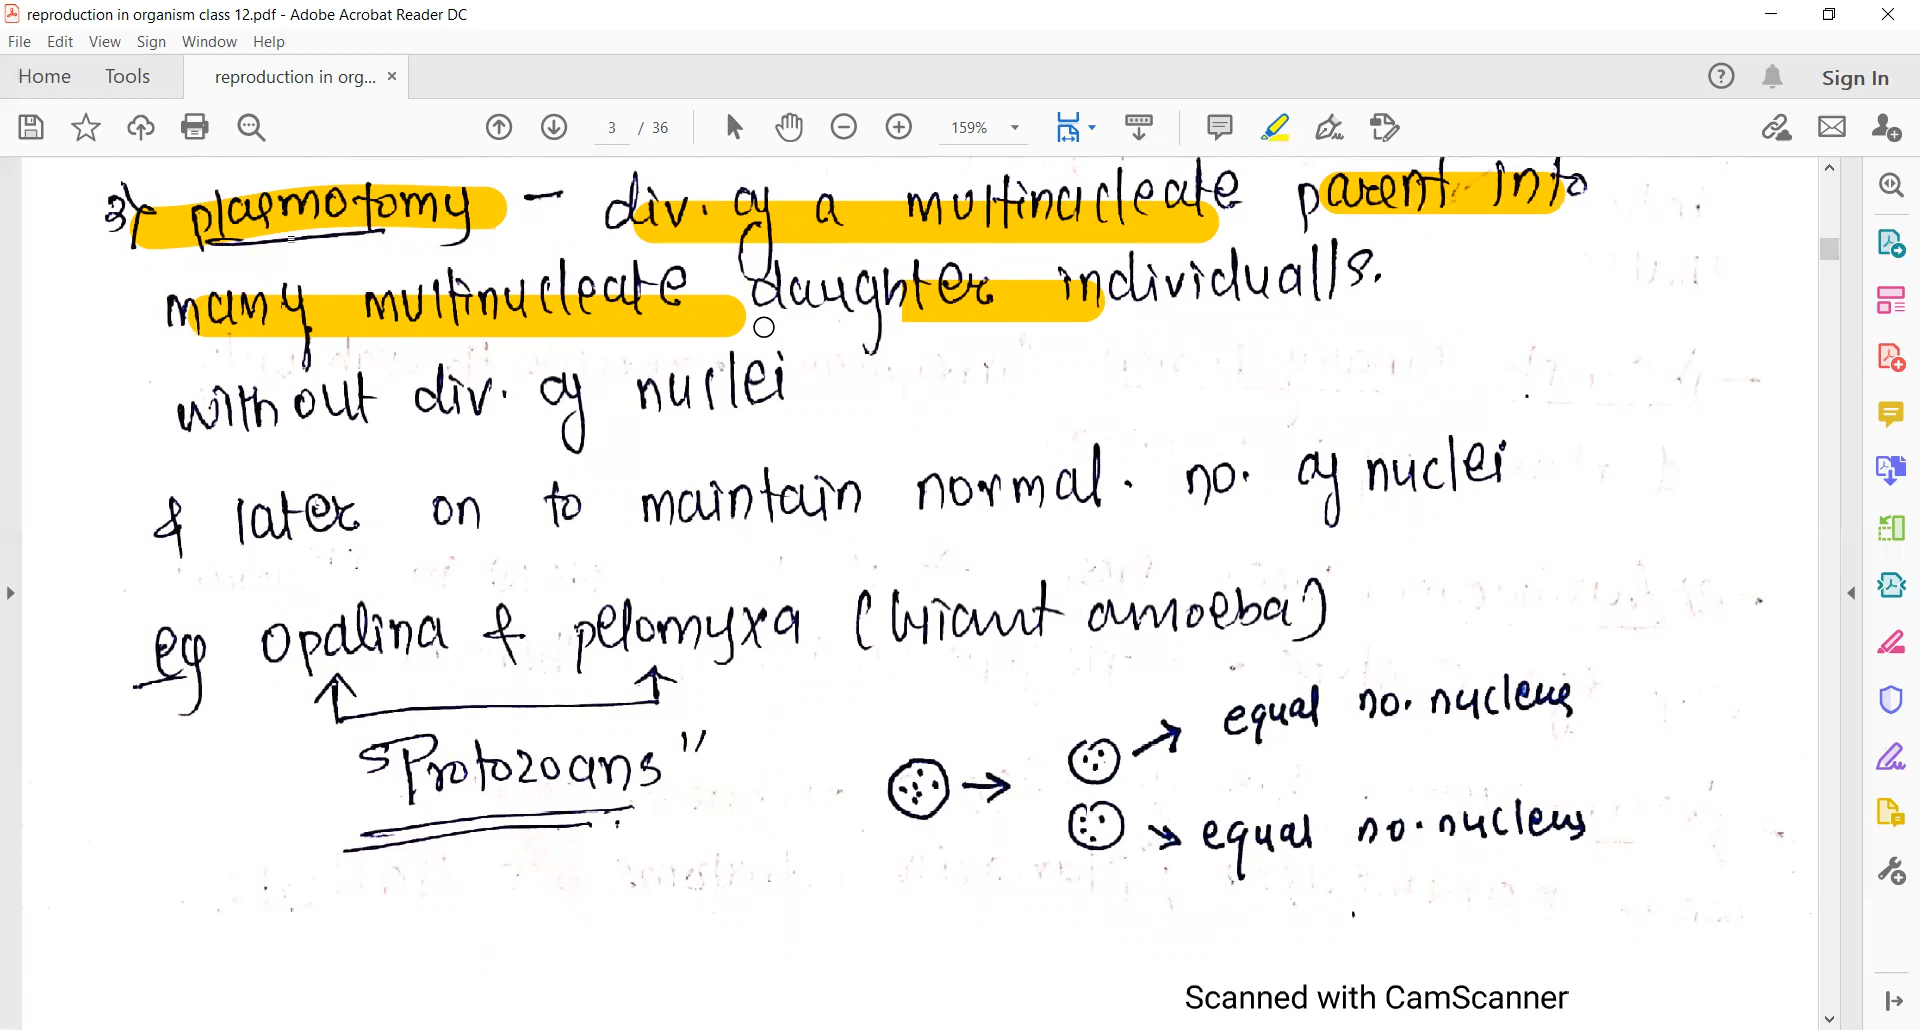 reproduction in organism class 12.pdf - Adobe Acrobat Reader DC
File Edit View Sign Window Help
Home Tools reproduction in org... × Sign In
3 / 36 159%
3) plasmotomy - div. of a multinucleate parent into
many multinucleate daughter individualls.
without div. of nuclei
& later on to maintain normal. no. of nuclei
eg Opalina & pelomyxa (Giant amoeba)
"Protozoans"
equal no. nucleus
equal no. nucleus
Scanned with CamScanner